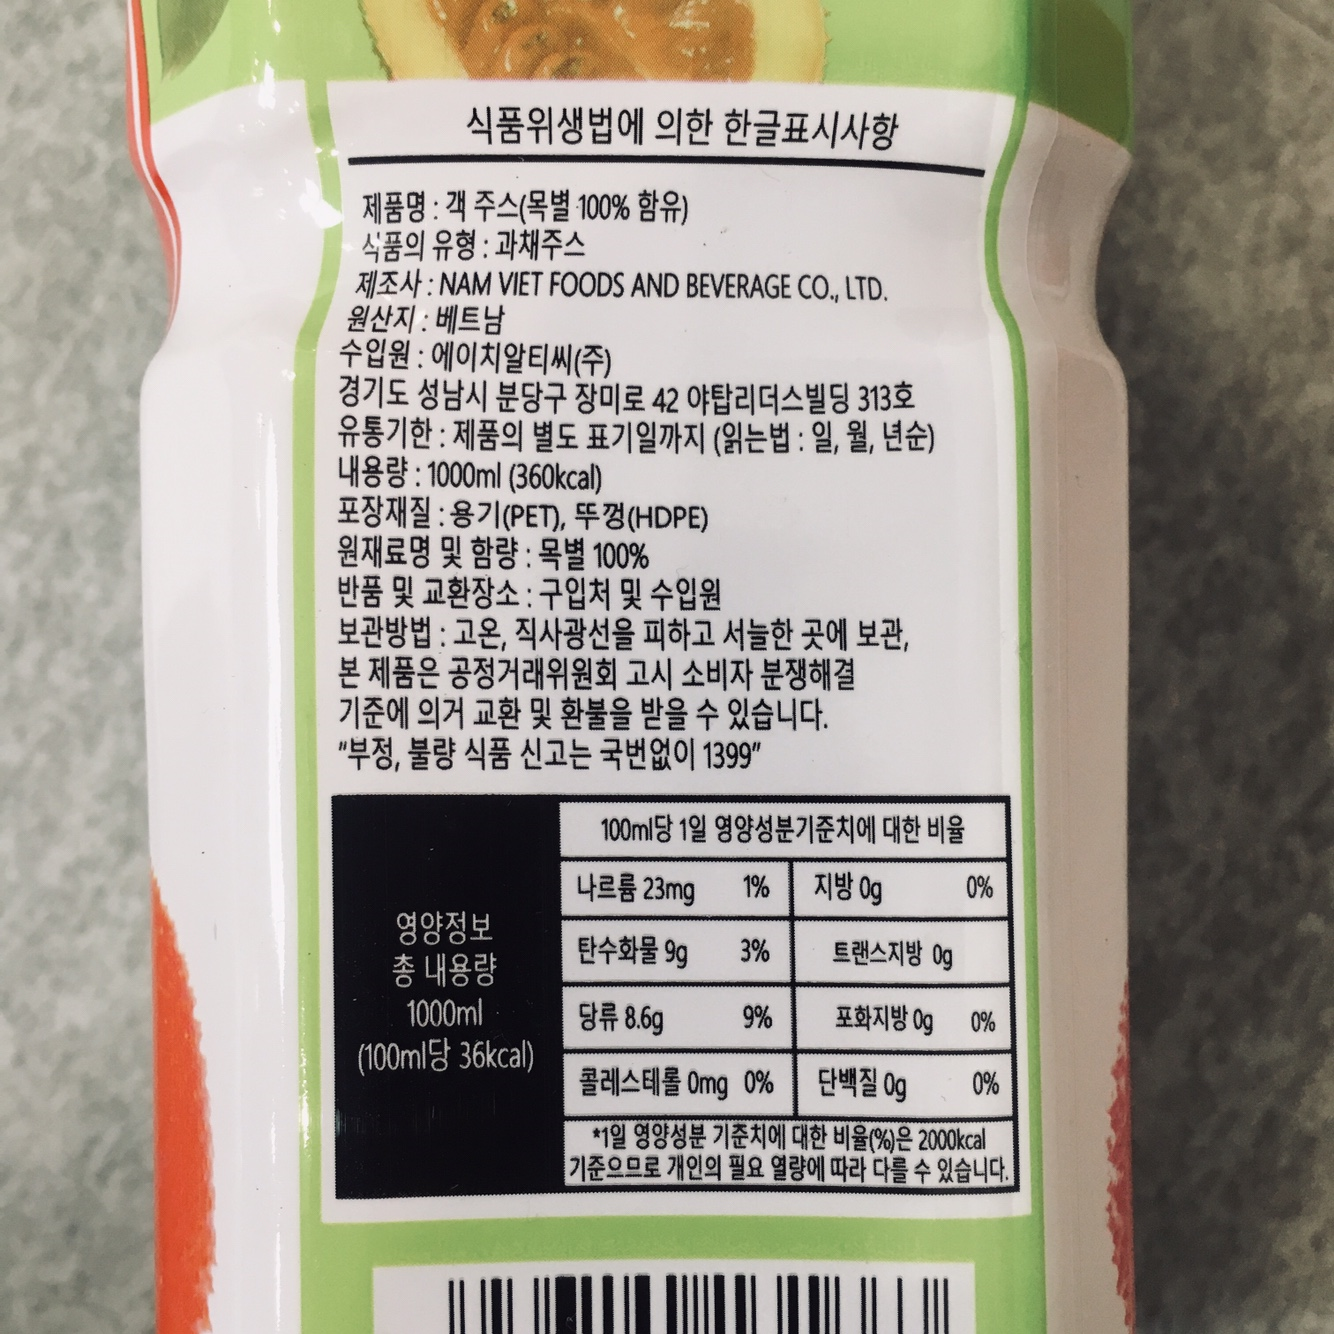 식품위생법에 의한 한글표시사항
제품명 : 객 주스(목별 100% 함유)
식품의 유형 : 과채주스
제조사 : NAM VIET FOODS AND BEVERAGE CO., LTD.
원산지 : 베트남
수입원 : 에이치알티씨(주)
경기도 성남시 분당구 장미로 42 야탑리더스빌딩 313호
유통기한 : 제품의 별도 표기일까지 (읽는법 : 일, 월, 년순)
내용량 : 1000ml (360kcal)
포장재질 : 용기(PET), 뚜껑(HDPE)
원재료명 및 함량 : 목별 100%
반품 및 교환장소 : 구입처 및 수입원
보관방법 : 고온, 직사광선을 피하고 서늘한 곳에 보관,
본 제품은 공정거래위원회 고시 소비자 분쟁해결
기준에 의거 교환 및 환불을 받을 수 있습니다.
"부정, 불량 식품 신고는 국번없이 1399"
영양정보
총 내용량
1000ml
(100ml당 36kcal)
100ml당 1일 영양성분기준치에 대한 비율
나르륨 23mg 1% 지방 0g 0%
탄수화물 9g 3% 트랜스지방 0g
당류 8.6g 9% 포화지방 0g 0%
콜레스테롤 0mg 0% 단백질 0g 0%
*1일 영양성분 기준치에 대한 비율(%)은 2000kcal
기준으므로 개인의 필요 열량에 따라 다를 수 있습니다.